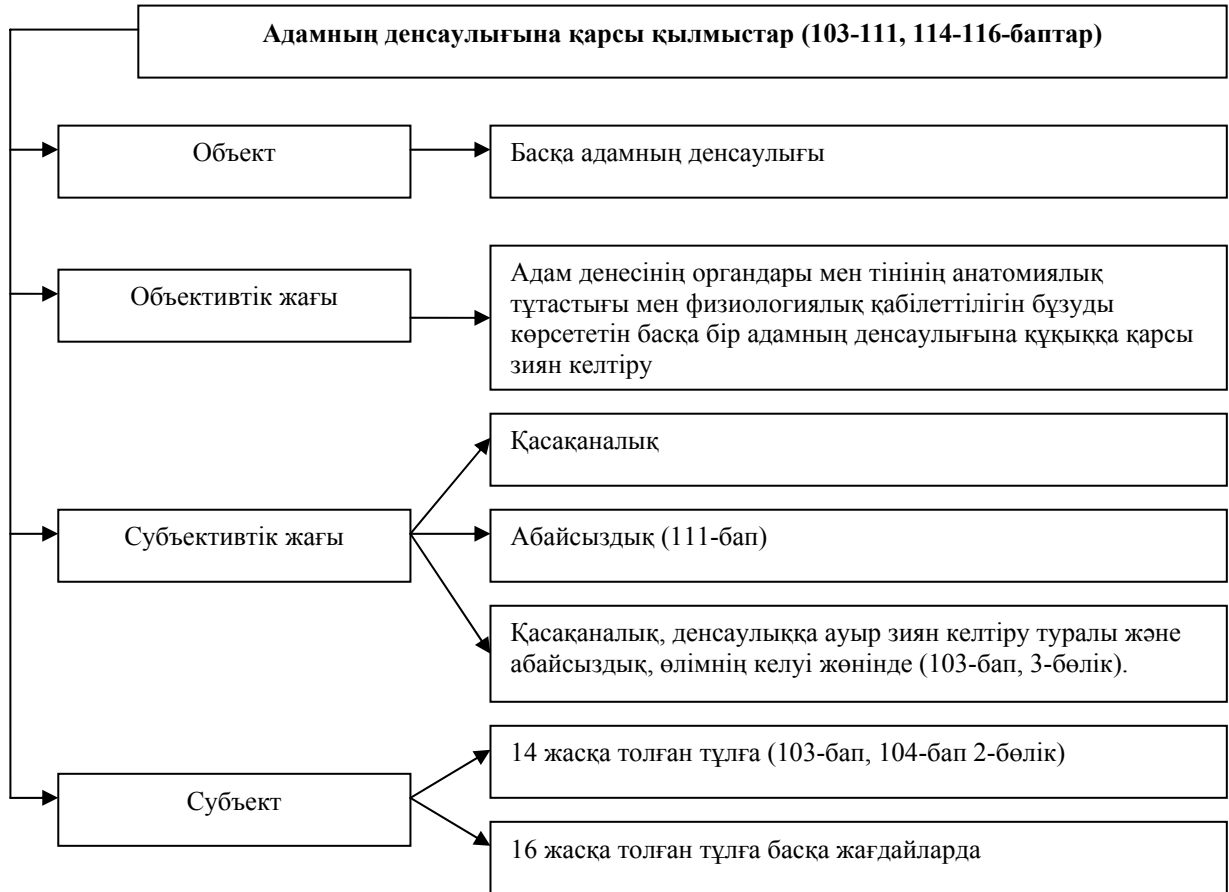 Адамның денсаулығына қарсы қылмыстар (103-111, 114-116-баптар)
Объект
Басқа адамның денсаулығы
Объективтік жағы
Адам денесінің органдары мен тінінің анатомиялық
тұтастығы мен физиологиялық қабілеттілігін бұзуды
көрсететін басқа бір адамның денсаулығына құқыққа қарсы
зиян келтіру
Субъективтік жағы
Қасақаналық
Абайсыздық (111-бап)
Қасақаналық, денсаулыққа ауыр зиян келтіру туралы және
абайсыздық, өлімнің келуі жөнінде (103-бап, 3-бөлік).
Субъект
14 жасқа толған тұлға (103-бап, 104-бап 2-бөлік)
16 жасқа толған тұлға басқа жағдайларда